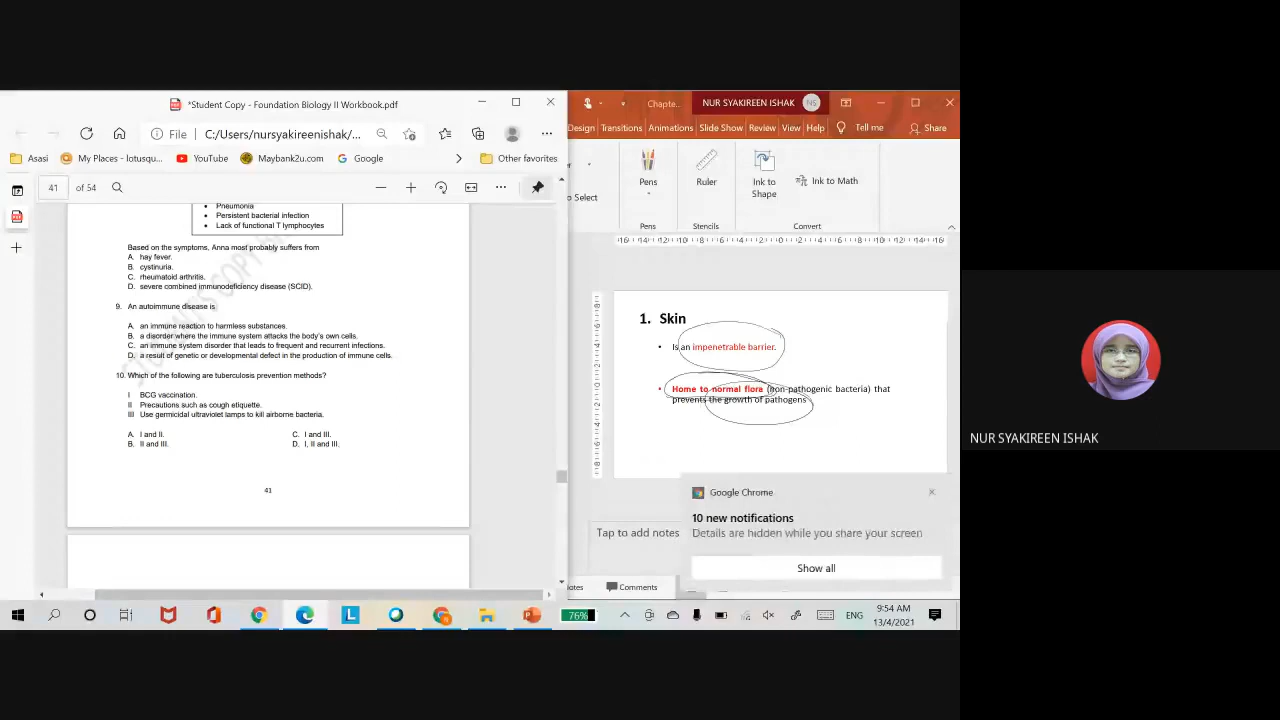 *Student Copy - Foundation Biology II Workbook.pdf
File C:/Users/nursyakireenishak/...
Asasi My Places - lotusqu... YouTube Maybank2u.com Google Other favorites
41 of 54
Pneumonia
• Persistent bacterial infection
• Lack of functional T lymphocytes
Based on the symptoms, Anna most probably suffers from
A. hay fever.
B. cystinuria.
C. rheumatoid arthritis.
D. severe combined immunodeficiency disease (SCID).
9. An autoimmune disease is
A. an immune reaction to harmless substances.
B. a disorder where the immune system attacks the body's own cells.
C. an immune system disorder that leads to frequent and recurrent infections.
D. a result of genetic or developmental defect in the production of immune cells.
10. Which of the following are tuberculosis prevention methods?
I BCG vaccination.
II Precautions such as cough etiquette.
III Use germicidal ultraviolet lamps to kill airborne bacteria.
A. I and II. C. I and III.
B. II and III. D. I, II and III.
41
Chapte... NUR SYAKIREEN ISHAK NS
Design Transitions Animations Slide Show Review View Help Tell me Share
to Select
Pens Ruler Ink to Shape Ink to Math
Pens Stencils Convert
1. Skin
• Is an impenetrable barrier.
• Home to normal flora (non-pathogenic bacteria) that
prevents the growth of pathogens
Google Chrome
10 new notifications
Details are hidden while you share your screen
Show all
Tap to add notes
Comments
76% ENG 9:54 AM
13/4/2021
NUR SYAKIREEN ISHAK